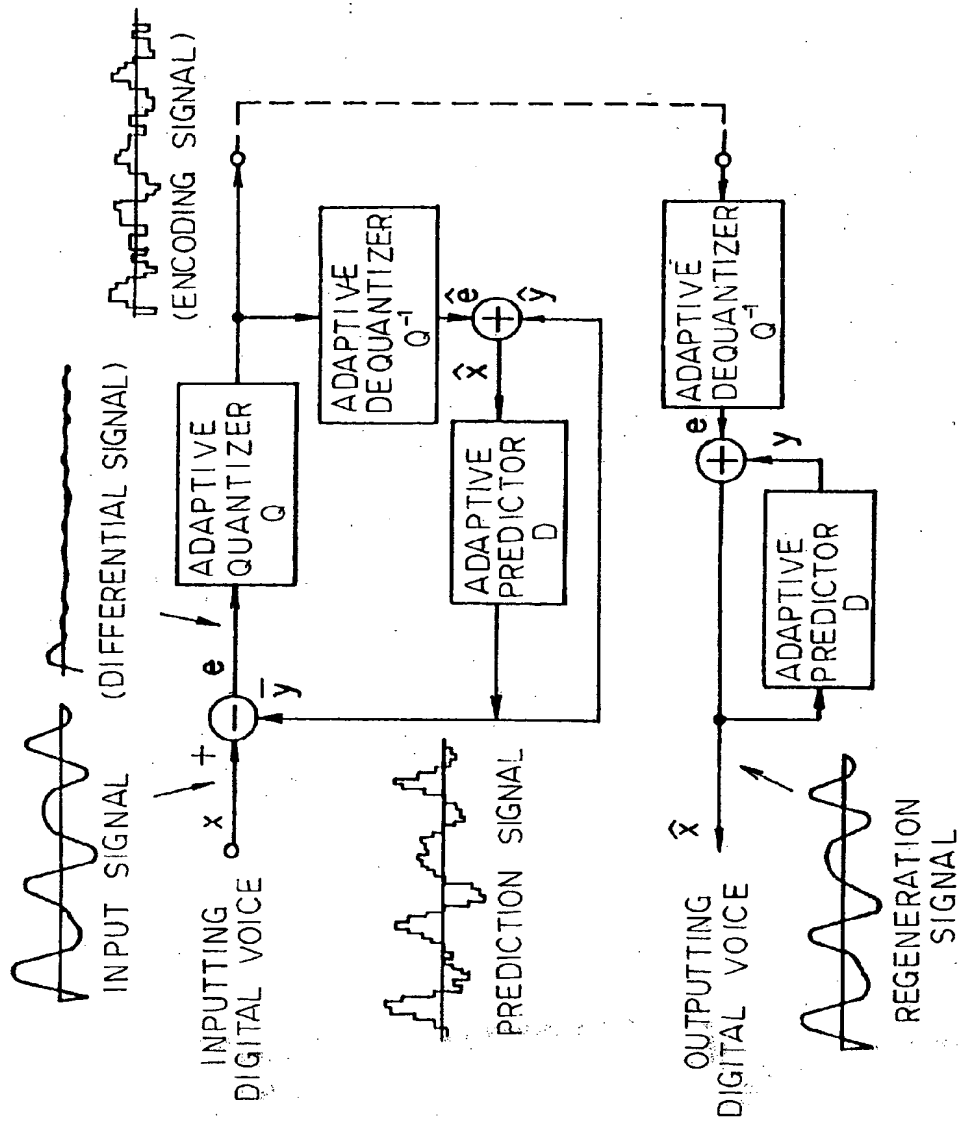 INPUT SIGNAL
(DIFFERENTIAL SIGNAL)
(ENCODING SIGNAL)
INPUTTING
DIGITAL VOICE
x
+
−
e
y̅
ADAPTIVE
QUANTIZER
Q
ADAPTIVE
DEQUANTIZER
Q⁻¹
ê
+
ŷ
x̂
ADAPTIVE
PREDICTOR
D
PREDICTION SIGNAL
OUTPUTTING
DIGITAL VOICE
x̂
e
+
y
ADAPTIVE
DEQUANTIZER
Q⁻¹
ADAPTIVE
PREDICTOR
D
REGENERATION
SIGNAL